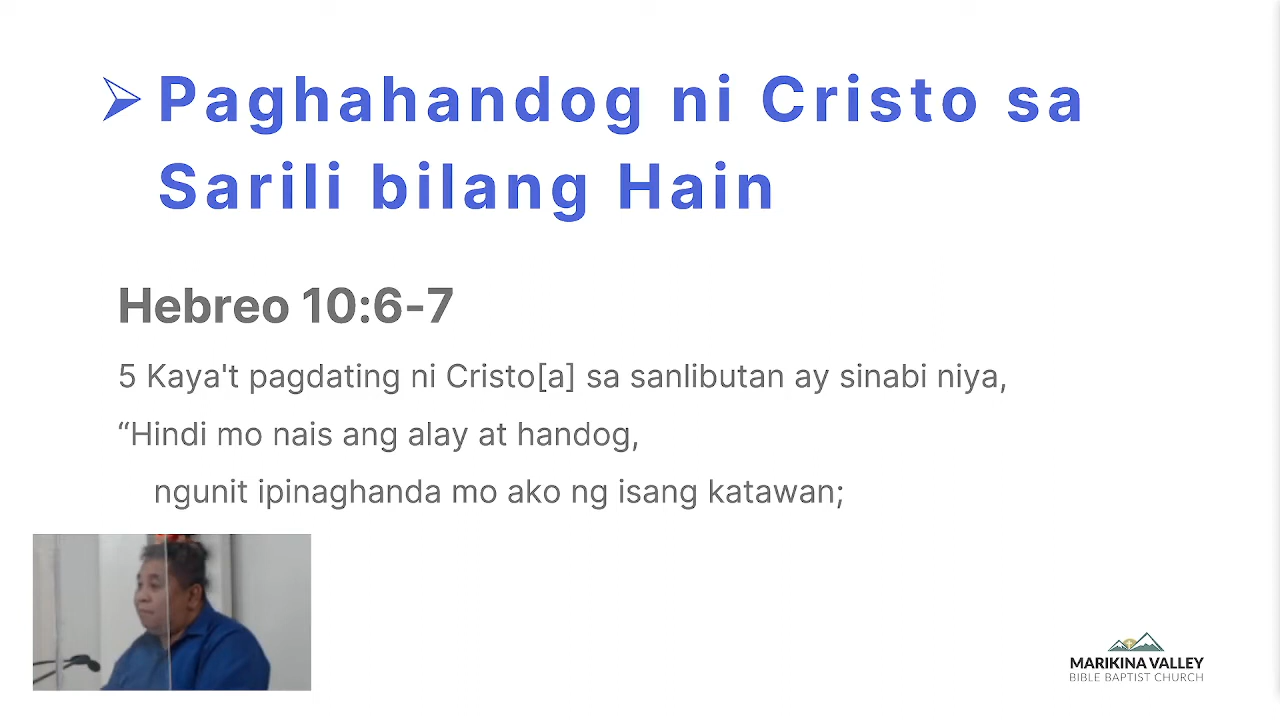 Paghahandog ni Cristo sa
Sarili bilang Hain
Hebreo 10:6-7
5 Kaya't pagdating ni Cristo[a] sa sanlibutan ay sinabi niya,
“Hindi mo nais ang alay at handog,
ngunit ipinaghanda mo ako ng isang katawan;
MARIKINA VALLEY
BIBLE BAPTIST CHURCH